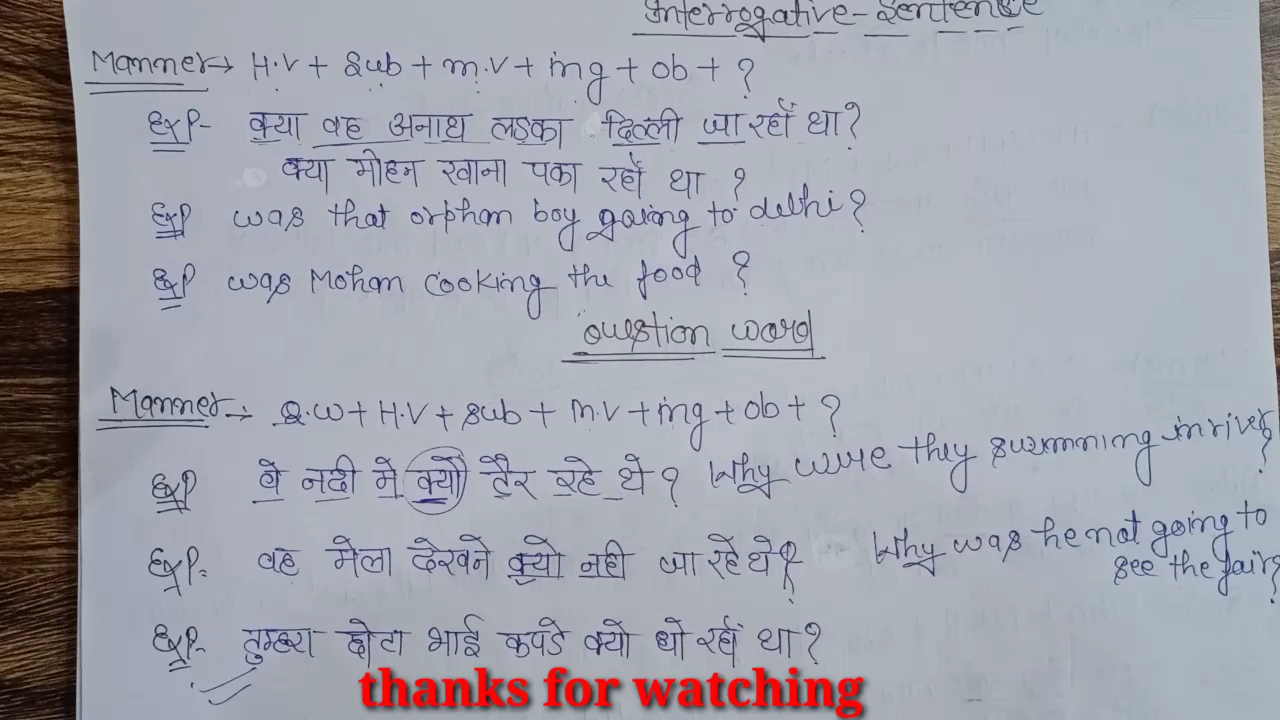 Interrogative-Sentence
Manner→ H.V + Sub + m.V + ing + ob + ?
Exp- क्या वह अनाथ लड़का दिल्ली जा रहाँ था?
क्या मोहन खाना पका रहाँ था ?
Exp was that orphan boy going to delhi?
Exp was Mohan cooking the food ?
Question word
Manner→ Q.W + H.V + Sub + M.V + ing + ob + ?
Exp वे नदी मे क्यों तैर रहे थे? Why were they swimming in river?
Exp- वह मेला देखने क्यो नही जा रहे थे? Why was he not going to
see the fair?
Exp- तुम्हरा छोटा भाई कपडे क्यो धो रहाँ था?
thanks for watching